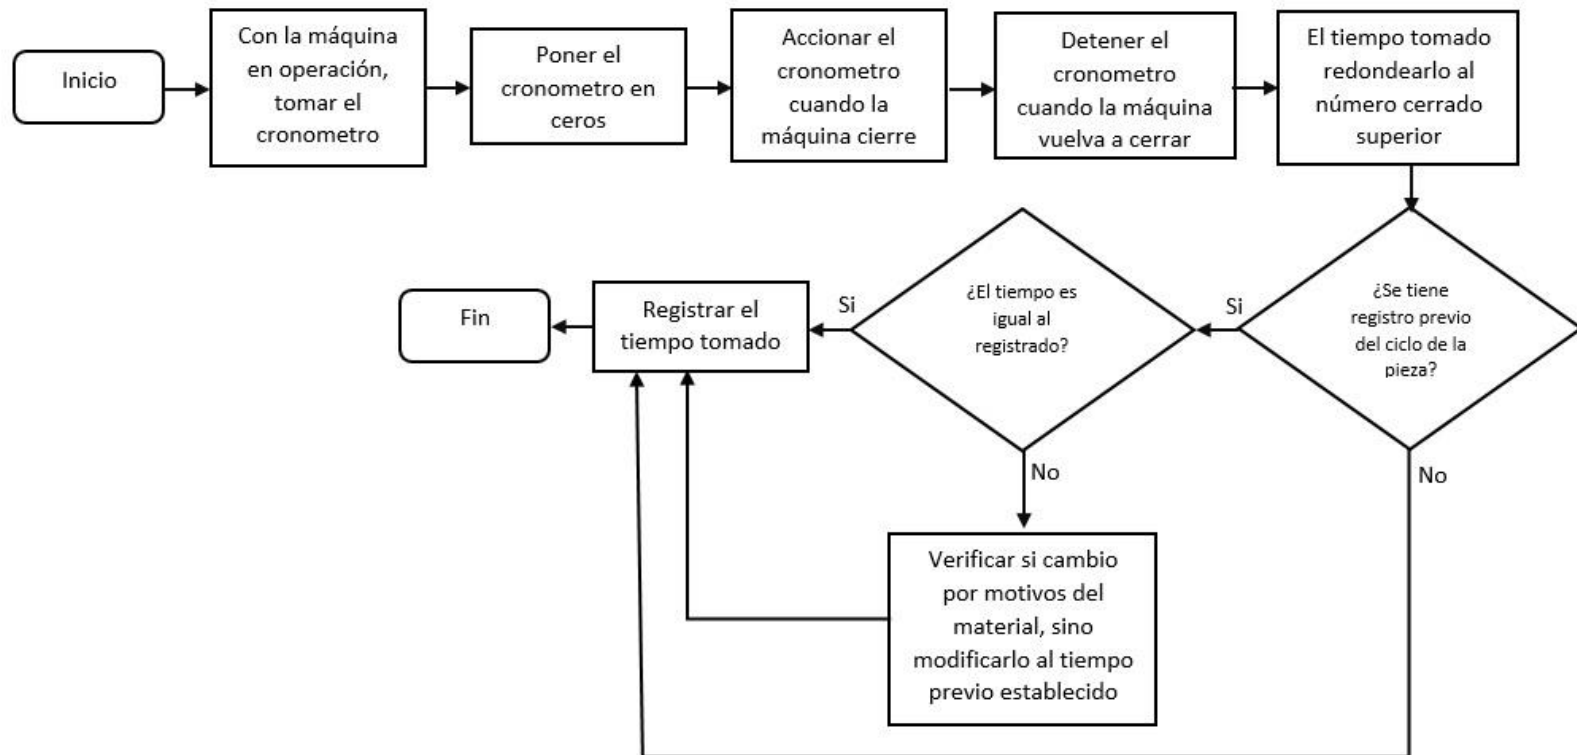 Inicio
Con la máquina
en operación,
tomar el
cronometro
Poner el
cronometro en
ceros
Accionar el
cronometro
cuando la
máquina cierre
Detener el
cronometro
cuando la máquina
vuelva a cerrar
El tiempo tomado
redondearlo al
número cerrado
superior
¿Se tiene
registro previo
del ciclo de la
pieza?
Si
No
¿El tiempo es
igual al
registrado?
Si
No
Verificar si cambio
por motivos del
material, sino
modificarlo al tiempo
previo establecido
Registrar el
tiempo tomado
Fin